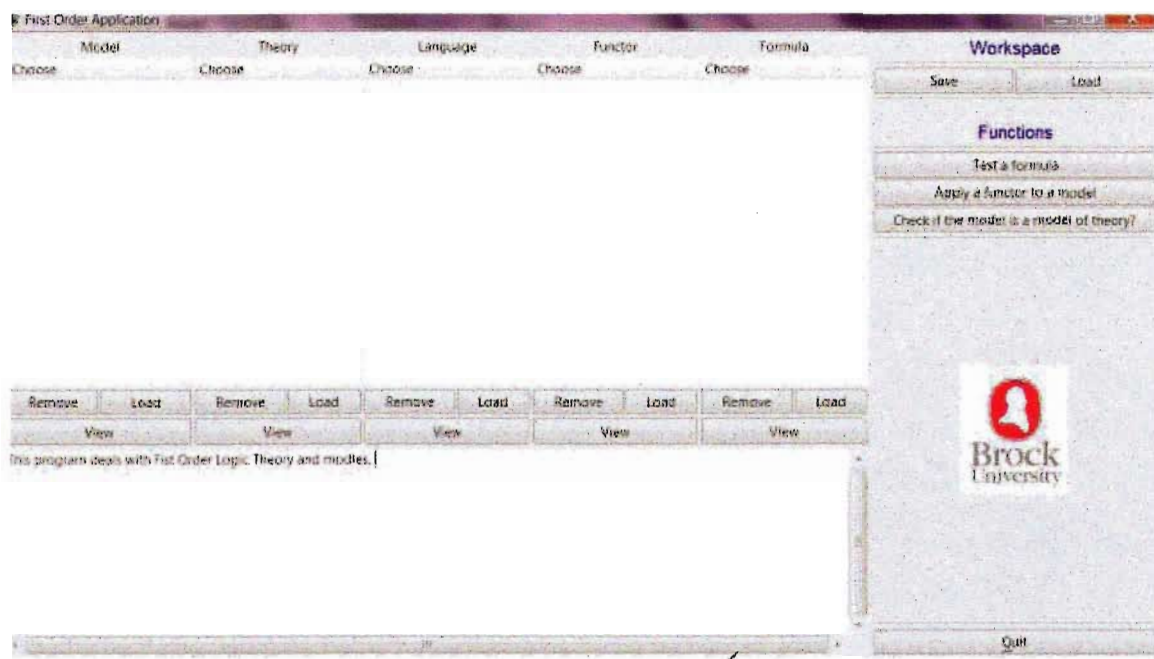 First Order Application
Model Theory Language Functor Formula
Choose Choose Choose Choose Choose
Workspace
Save Load
Functions
Test a formula
Apply a functor to a model
Check if the model is a model of theory?
Remove Load Remove Load Remove Load Remove Load Remove Load
View View View View View
This program deals with Fist Order Logic Theory and modles.
Brock
University
Quit